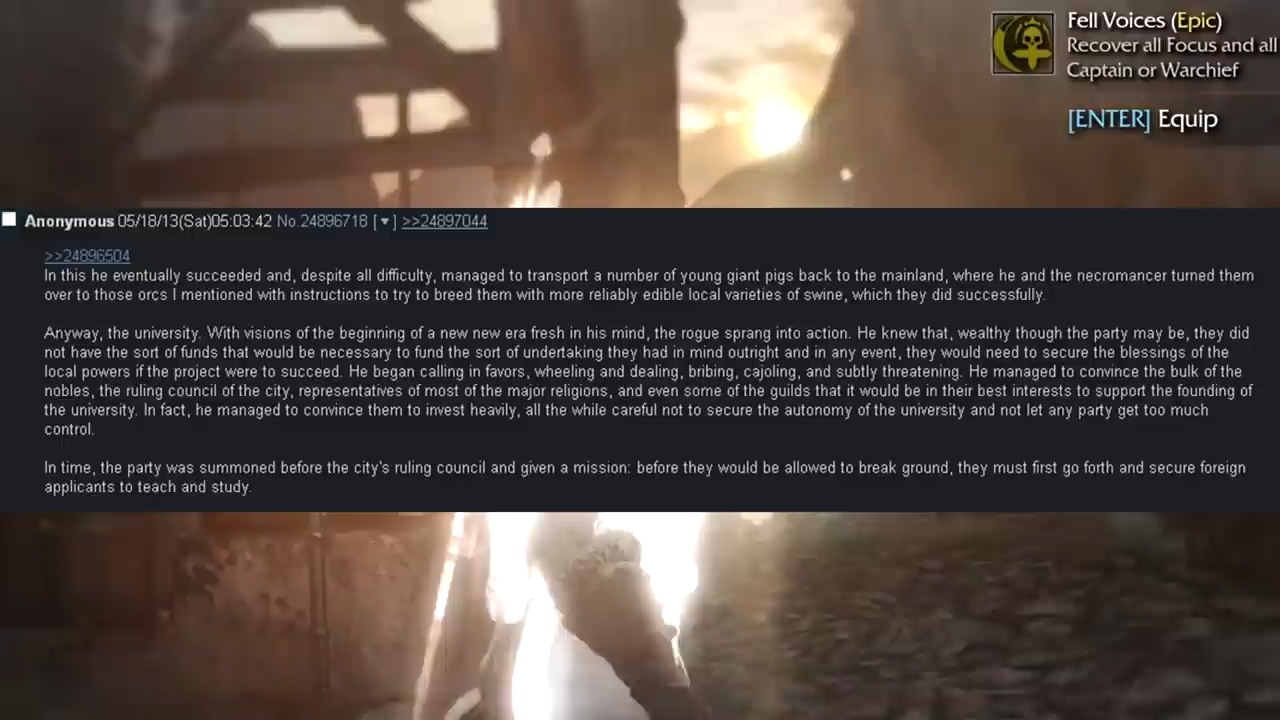 Fell Voices (Epic)
Recover all Focus and all
Captain or Warchief
[ENTER] Equip
Anonymous 05/18/13(Sat)05:03:42 No.24896718 [▼] >>24897044
>>24896504
In this he eventually succeeded and, despite all difficulty, managed to transport a number of young giant pigs back to the mainland, where he and the necromancer turned them
over to those orcs I mentioned with instructions to try to breed them with more reliably edible local varieties of swine, which they did successfully.
Anyway, the university. With visions of the beginning of a new new era fresh in his mind, the rogue sprang into action. He knew that, wealthy though the party may be, they did
not have the sort of funds that would be necessary to fund the sort of undertaking they had in mind outright and in any event, they would need to secure the blessings of the
local powers if the project were to succeed. He began calling in favors, wheeling and dealing, bribing, cajoling, and subtly threatening. He managed to convince the bulk of the
nobles, the ruling council of the city, representatives of most of the major religions, and even some of the guilds that it would be in their best interests to support the founding of
the university. In fact, he managed to convince them to invest heavily, all the while careful not to secure the autonomy of the university and not let any party get too much
control.
In time, the party was summoned before the city's ruling council and given a mission: before they would be allowed to break ground, they must first go forth and secure foreign
applicants to teach and study.